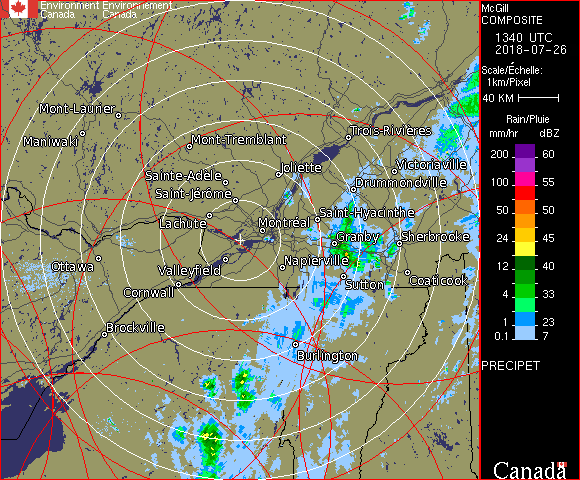 Environment Environnement
Canada Canada
McGill
COMPOSITE
1340 UTC
2018-07-26
Scale/Échelle:
1km/Pixel
40 KM
Rain/Pluie
mm/hr dBZ
200 60
100 55
50 50
24 45
12 40
4 33
1 23
0.1 7
PRECIPET
Canada
Mont-Laurier
Maniwaki
Mont-Tremblant
Trois-Rivières
Joliette
Victoriaville
Sainte-Adèle
Drummondville
Saint-Jérôme
Saint-Hyacinthe
Lachute
Montréal
Granby
Sherbrooke
Ottawa
Valleyfield
Napierville
Cornwall
Sutton
Coaticook
Brockville
Burlington